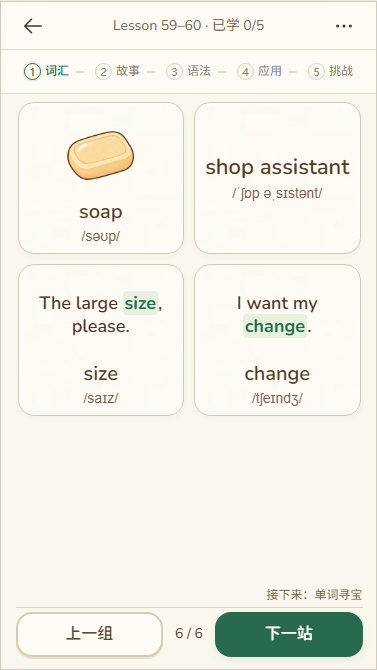 Lesson 59–60 · 已学 0/5
1 词汇 – 2 故事 – 3 语法 – 4 应用 – 5 挑战
soap
/səʊp/
shop assistant
/ˈʃɒp əˌsɪstənt/
The large size,
please.
size
/saɪz/
I want my
change.
change
/tʃeɪndʒ/
接下来：单词寻宝
上一组 6 / 6 下一站